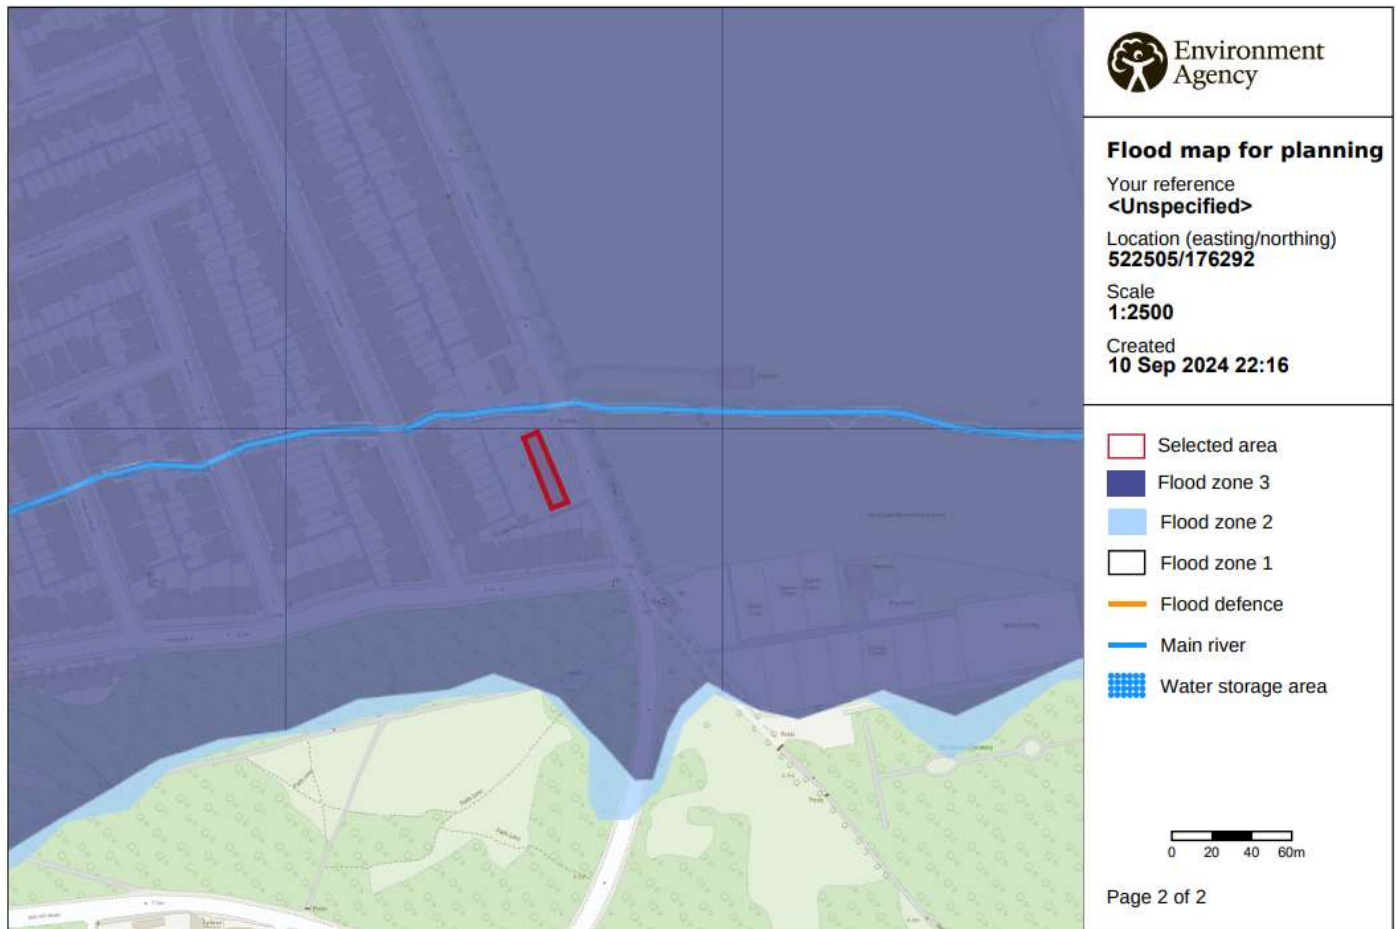 Environment
Agency
Flood map for planning
Your reference
<Unspecified>
Location (easting/northing)
522505/176292
Scale
1:2500
Created
10 Sep 2024 22:16
Selected area
Flood zone 3
Flood zone 2
Flood zone 1
Flood defence
Main river
Water storage area
0 20 40 60m
Page 2 of 2